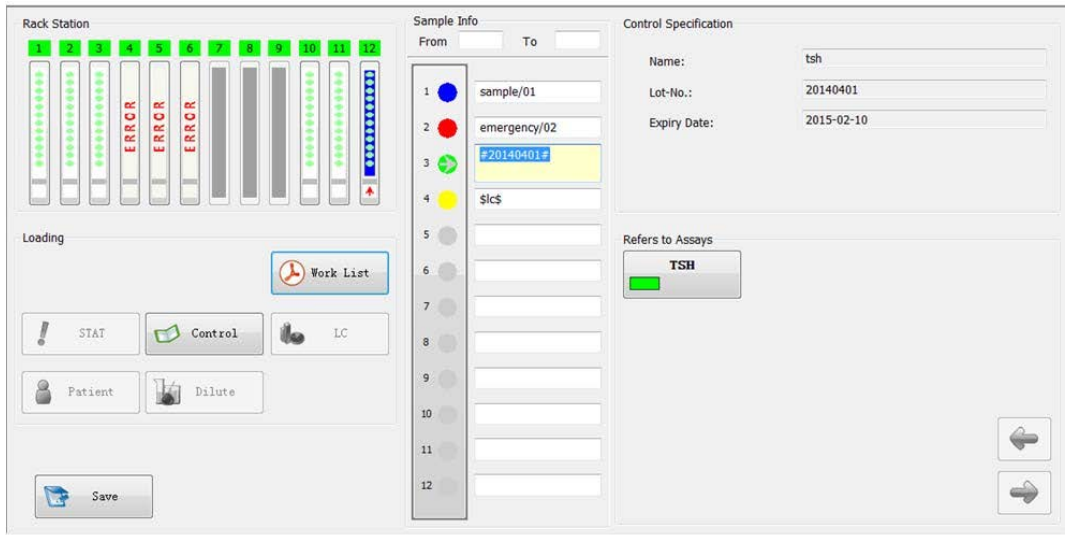 Rack Station
1 2 3 4 5 6 7 8 9 10 11 12
ERROR ERROR ERROR
Loading
Work List
STAT Control LC
Patient Dilute
Save
Sample Info
From To
1 sample/01
2 emergency/02
3 #20140401#
4 $lc$
5
6
7
8
9
10
11
12
Control Specification
Name: tsh
Lot-No.: 20140401
Expiry Date: 2015-02-10
Refers to Assays
TSH